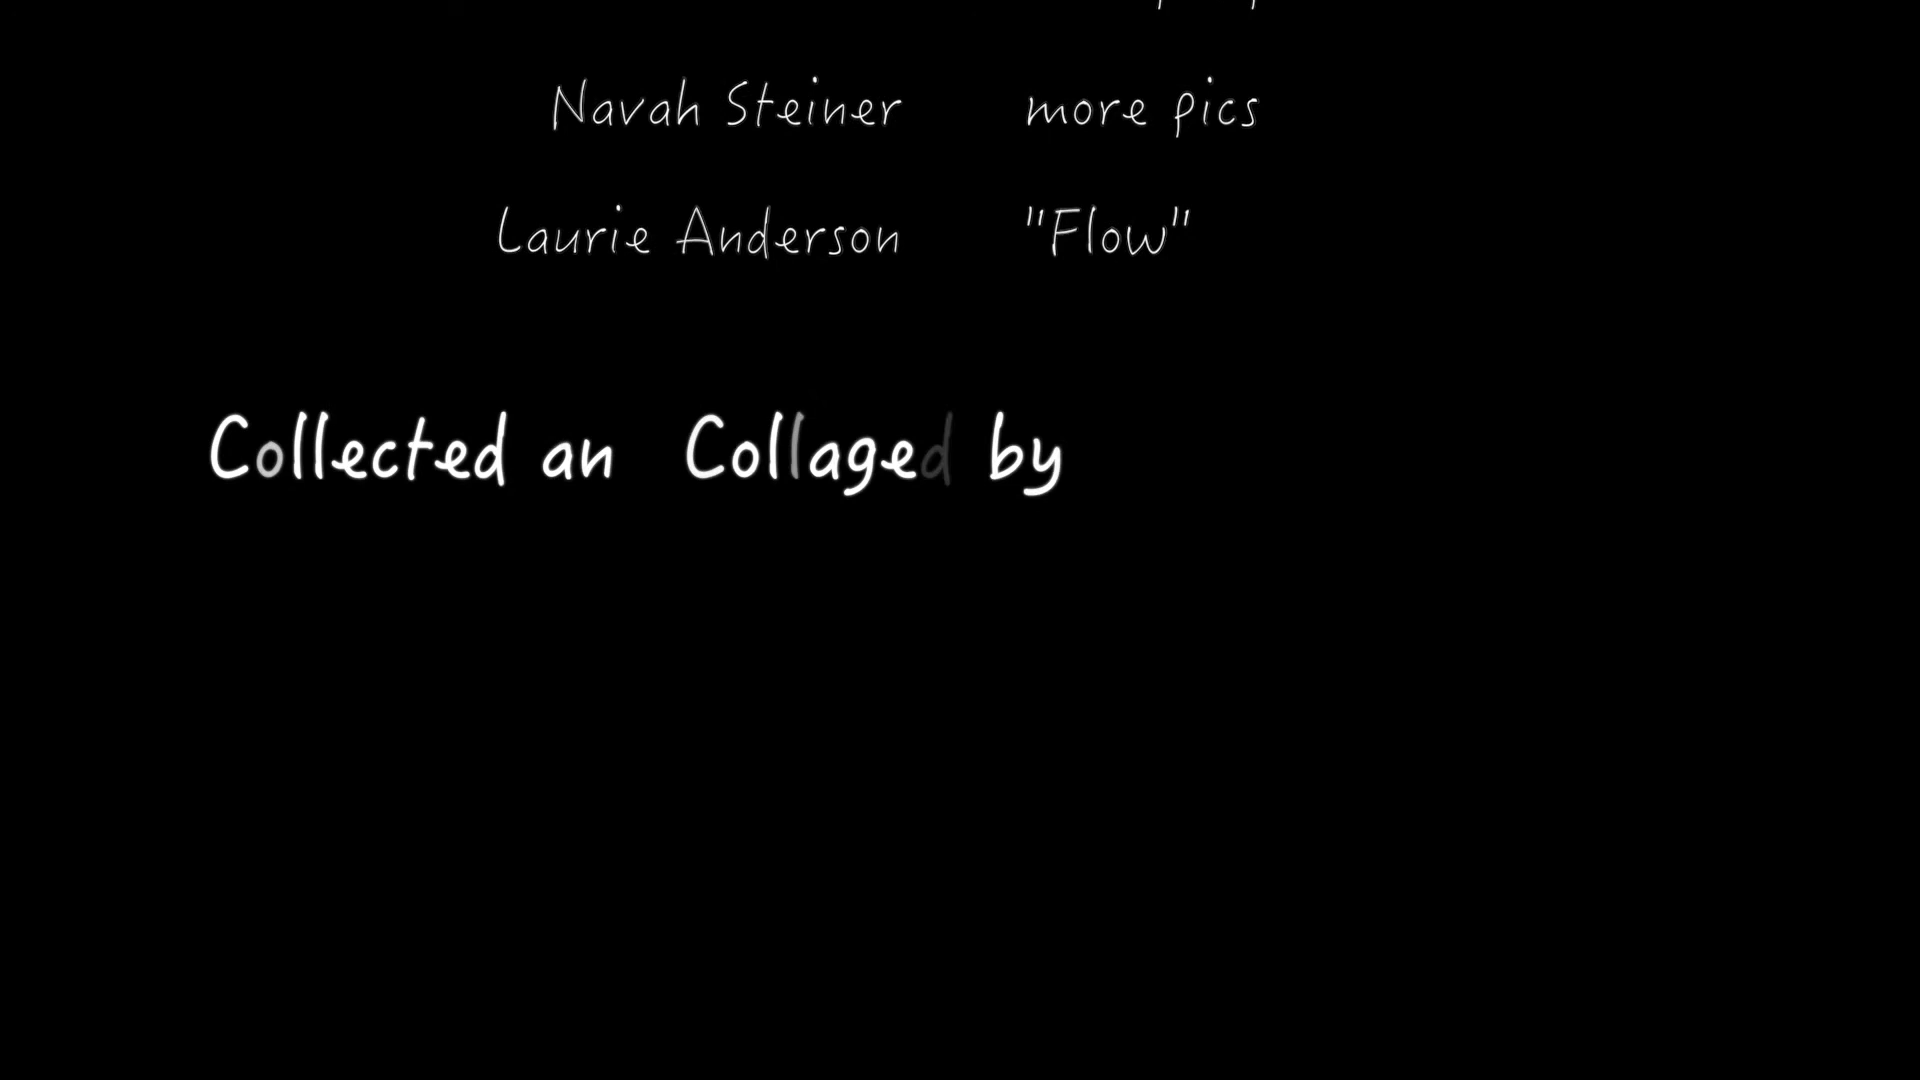 Navah Steiner more pics
Laurie Anderson "Flow"
Collected an Collaged by